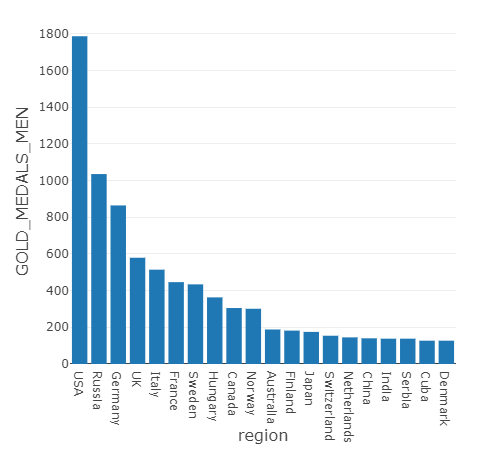 GOLD_MEDALS_MEN
1800
1600
1400
1200
1000
800
600
400
200
0
USA
Russia
Germany
UK
Italy
France
Sweden
Hungary
Canada
Norway
Australia
Finland
Japan
Switzerland
Netherlands
China
India
Serbia
Cuba
Denmark
region